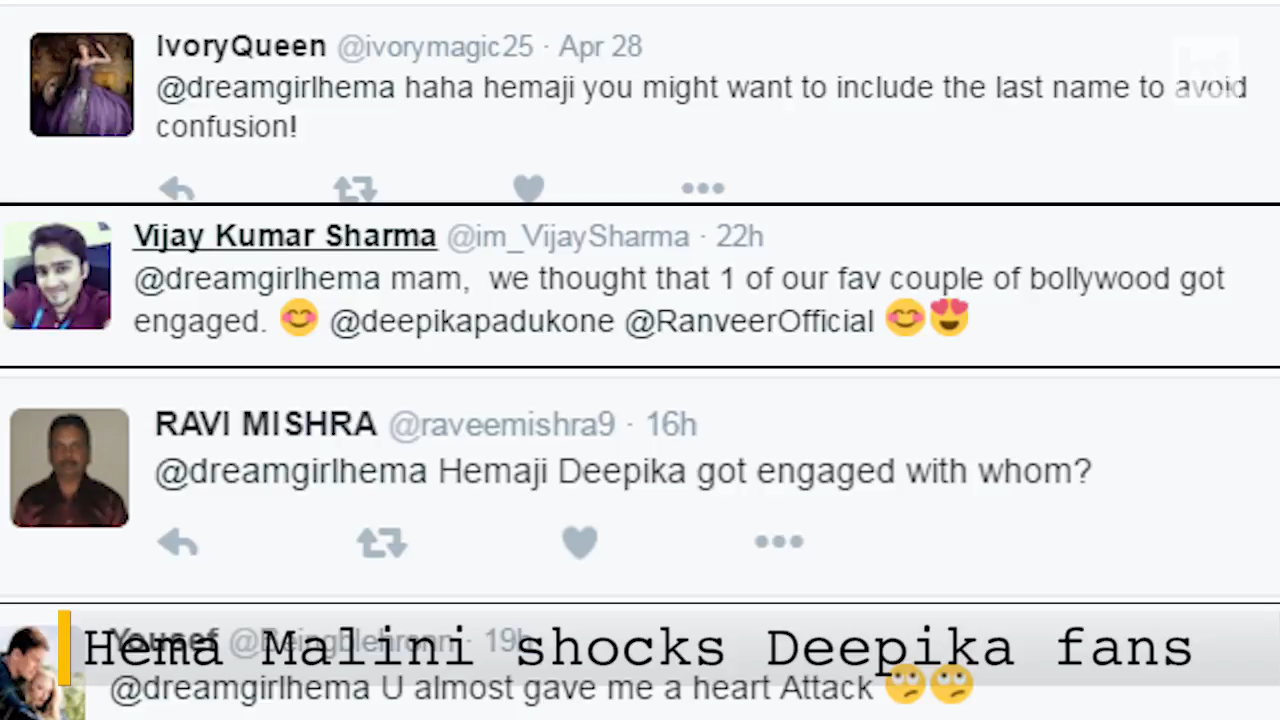 IvoryQueen @ivorymagic25 · Apr 28
@dreamgirlhema haha hemaji you might want to include the last name to avoid
confusion!
Vijay Kumar Sharma @im_VijaySharma · 22h
@dreamgirlhema mam, we thought that 1 of our fav couple of bollywood got
engaged. 😊 @deepikapadukone @RanveerOfficial 😊😍
RAVI MISHRA @raveemishra9 · 16h
@dreamgirlhema Hemaji Deepika got engaged with whom?
Yousef · 19h
Hema Malini shocks Deepika fans
@dreamgirlhema U almost gave me a heart Attack 🙄🙄